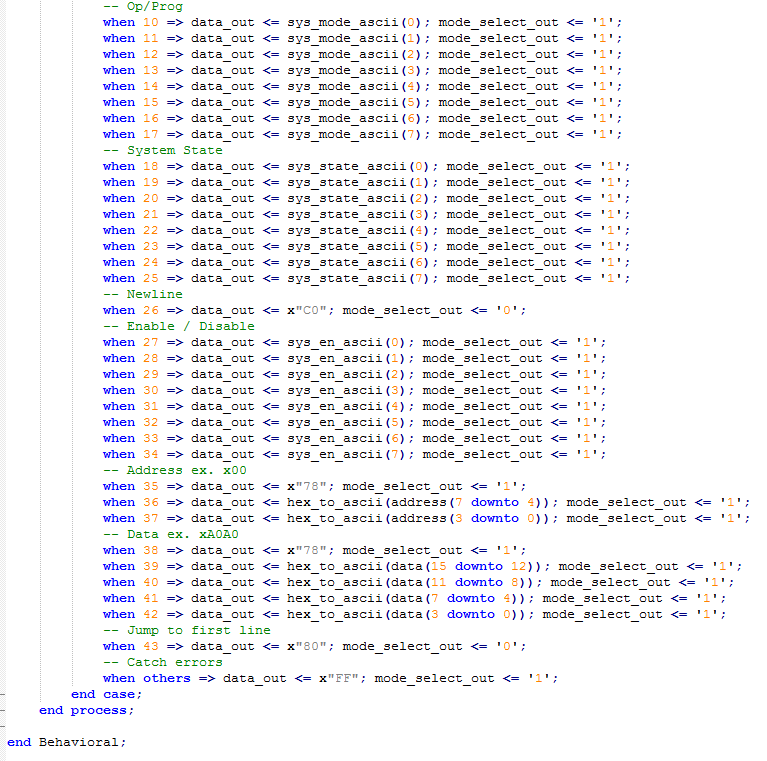 -- Op/Prog
when 10 => data_out <= sys_mode_ascii(0); mode_select_out <= '1';
when 11 => data_out <= sys_mode_ascii(1); mode_select_out <= '1';
when 12 => data_out <= sys_mode_ascii(2); mode_select_out <= '1';
when 13 => data_out <= sys_mode_ascii(3); mode_select_out <= '1';
when 14 => data_out <= sys_mode_ascii(4); mode_select_out <= '1';
when 15 => data_out <= sys_mode_ascii(5); mode_select_out <= '1';
when 16 => data_out <= sys_mode_ascii(6); mode_select_out <= '1';
when 17 => data_out <= sys_mode_ascii(7); mode_select_out <= '1';
-- System State
when 18 => data_out <= sys_state_ascii(0); mode_select_out <= '1';
when 19 => data_out <= sys_state_ascii(1); mode_select_out <= '1';
when 20 => data_out <= sys_state_ascii(2); mode_select_out <= '1';
when 21 => data_out <= sys_state_ascii(3); mode_select_out <= '1';
when 22 => data_out <= sys_state_ascii(4); mode_select_out <= '1';
when 23 => data_out <= sys_state_ascii(5); mode_select_out <= '1';
when 24 => data_out <= sys_state_ascii(6); mode_select_out <= '1';
when 25 => data_out <= sys_state_ascii(7); mode_select_out <= '1';
-- Newline
when 26 => data_out <= x"C0"; mode_select_out <= '0';
-- Enable / Disable
when 27 => data_out <= sys_en_ascii(0); mode_select_out <= '1';
when 28 => data_out <= sys_en_ascii(1); mode_select_out <= '1';
when 29 => data_out <= sys_en_ascii(2); mode_select_out <= '1';
when 30 => data_out <= sys_en_ascii(3); mode_select_out <= '1';
when 31 => data_out <= sys_en_ascii(4); mode_select_out <= '1';
when 32 => data_out <= sys_en_ascii(5); mode_select_out <= '1';
when 33 => data_out <= sys_en_ascii(6); mode_select_out <= '1';
when 34 => data_out <= sys_en_ascii(7); mode_select_out <= '1';
-- Address ex. x00
when 35 => data_out <= x"78"; mode_select_out <= '1';
when 36 => data_out <= hex_to_ascii(address(7 downto 4)); mode_select_out <= '1';
when 37 => data_out <= hex_to_ascii(address(3 downto 0)); mode_select_out <= '1';
-- Data ex. xA0A0
when 38 => data_out <= x"78"; mode_select_out <= '1';
when 39 => data_out <= hex_to_ascii(data(15 downto 12)); mode_select_out <= '1';
when 40 => data_out <= hex_to_ascii(data(11 downto 8)); mode_select_out <= '1';
when 41 => data_out <= hex_to_ascii(data(7 downto 4)); mode_select_out <= '1';
when 42 => data_out <= hex_to_ascii(data(3 downto 0)); mode_select_out <= '1';
-- Jump to first line
when 43 => data_out <= x"80"; mode_select_out <= '0';
-- Catch errors
when others => data_out <= x"FF"; mode_select_out <= '1';
end case;
end process;
end Behavioral;